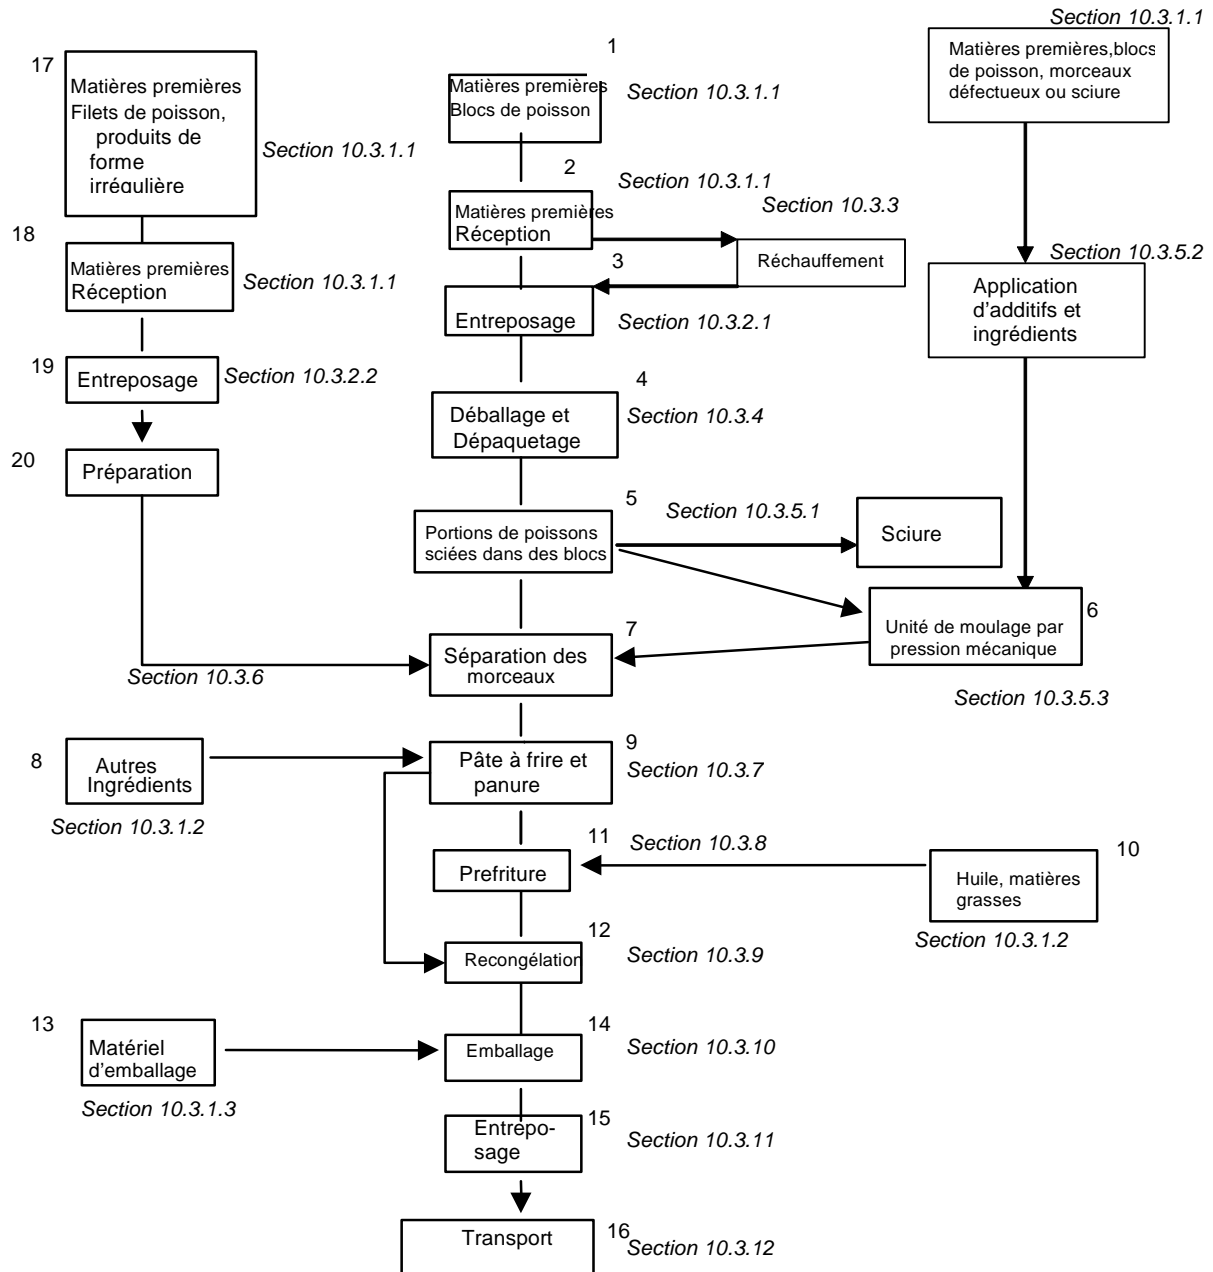 Section 10.3.1.1
1
17
Matières premières
Filets de poisson,
produits de
forme
irrégulière
Section 10.3.1.1
Matières premières
Blocs de poisson
Section 10.3.1.1
Matières premières,blocs
de poisson, morceaux
défectueux ou sciure
2
Section 10.3.1.1
Matières premières
Réception
Section 10.3.3
18
Matières premières
Réception
Section 10.3.1.1
3
Réchauffement
Section 10.3.5.2
Application
d'additifs et
ingrédients
Entreposage
Section 10.3.2.1
19
Entreposage
Section 10.3.2.2
4
Déballage et
Dépaquetage
Section 10.3.4
20
Préparation
5
Section 10.3.5.1
Portions de poissons
sciées dans des blocs
Sciure
6
Unité de moulage par
pression mécanique
Section 10.3.5.3
7
Séparation des
morceaux
Section 10.3.6
8
Autres
Ingrédients
Section 10.3.1.2
9
Pâte à frire et
panure
Section 10.3.7
11
Section 10.3.8
Prefriture
10
Huile, matières
grasses
Section 10.3.1.2
12
Recongélation
Section 10.3.9
13
Matériel
d'emballage
Section 10.3.1.3
14
Emballage
Section 10.3.10
15
Entrepo-
sage
Section 10.3.11
16
Transport
Section 10.3.12